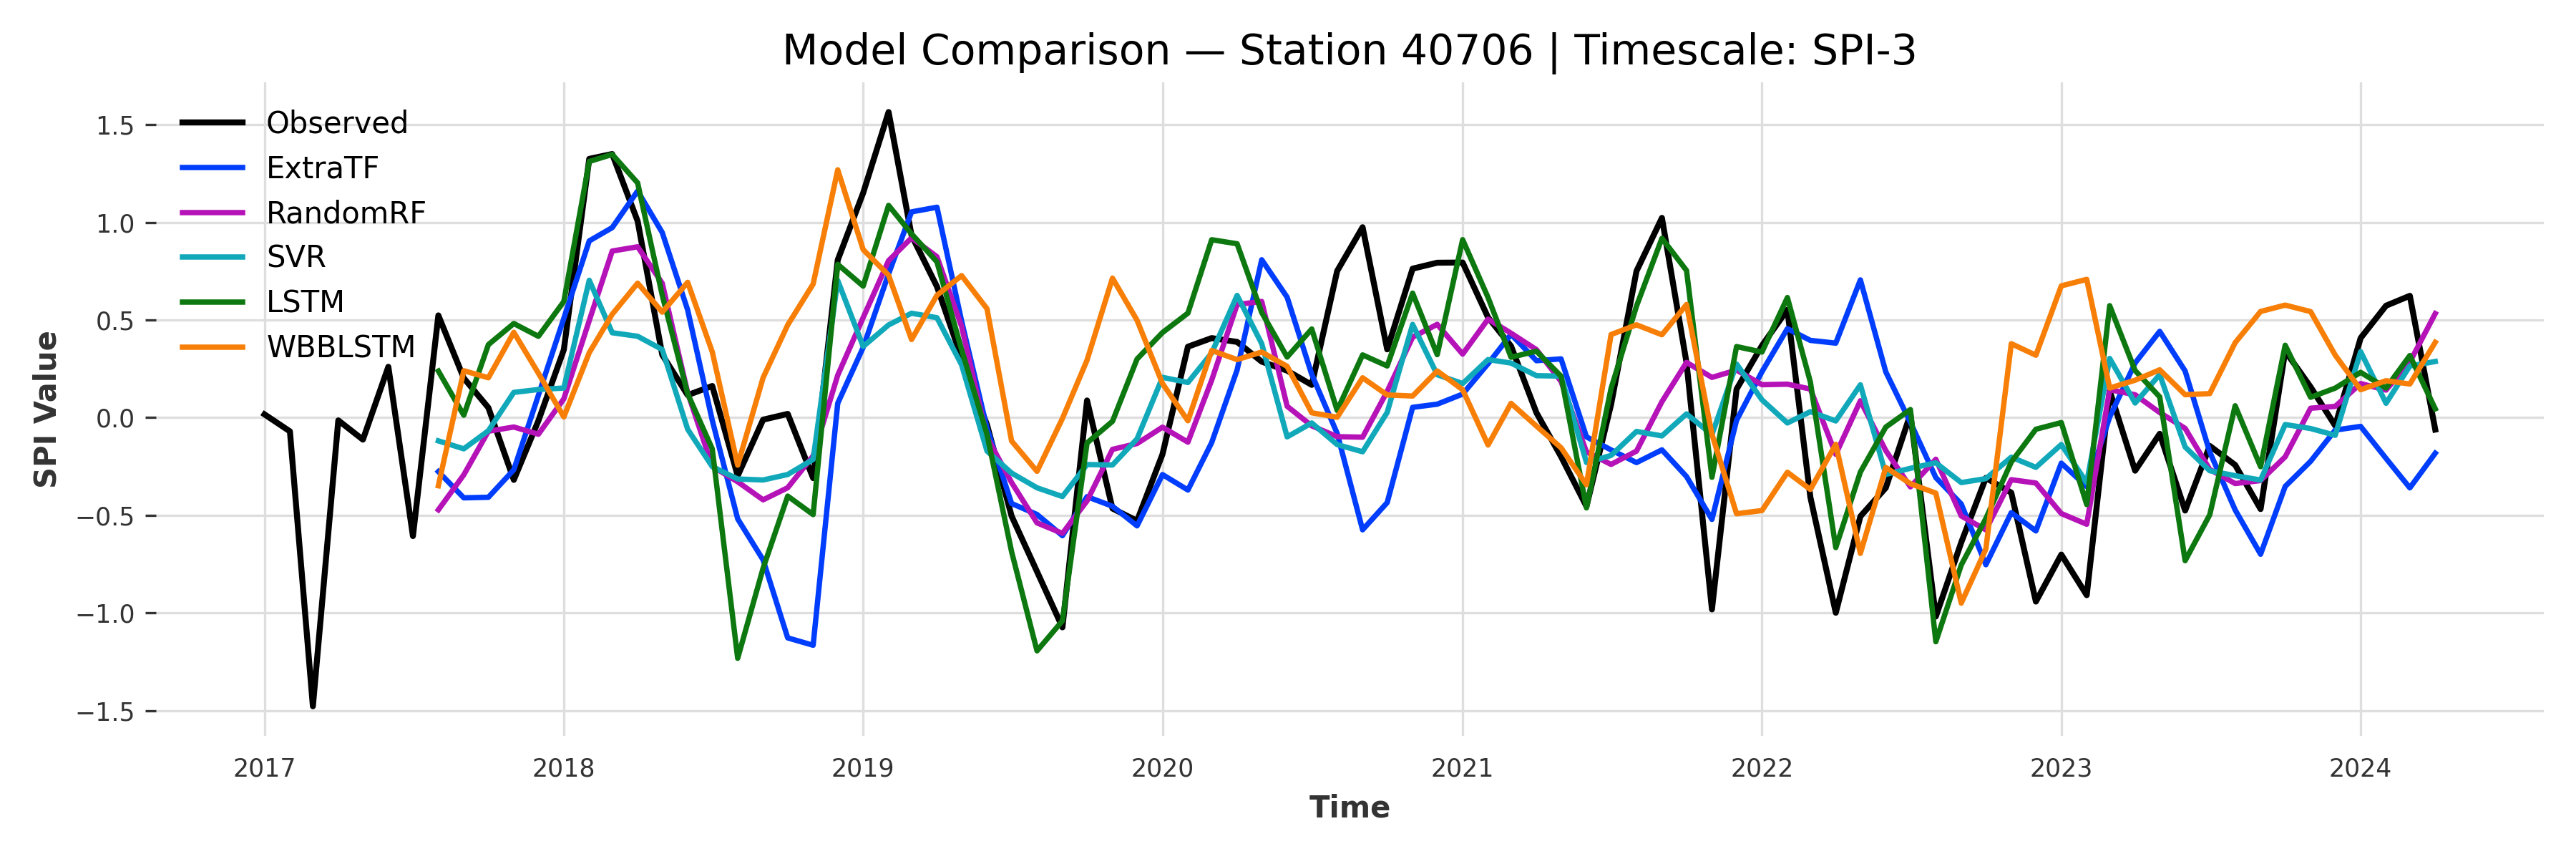 Model Comparison — Station 40706 | Timescale: SPI-3
Observed
ExtraTF
RandomRF
SVR
LSTM
WBBLSTM
SPI Value
1.5
1.0
0.5
0.0
−0.5
−1.0
−1.5
2017 2018 2019 2020 2021 2022 2023 2024
Time